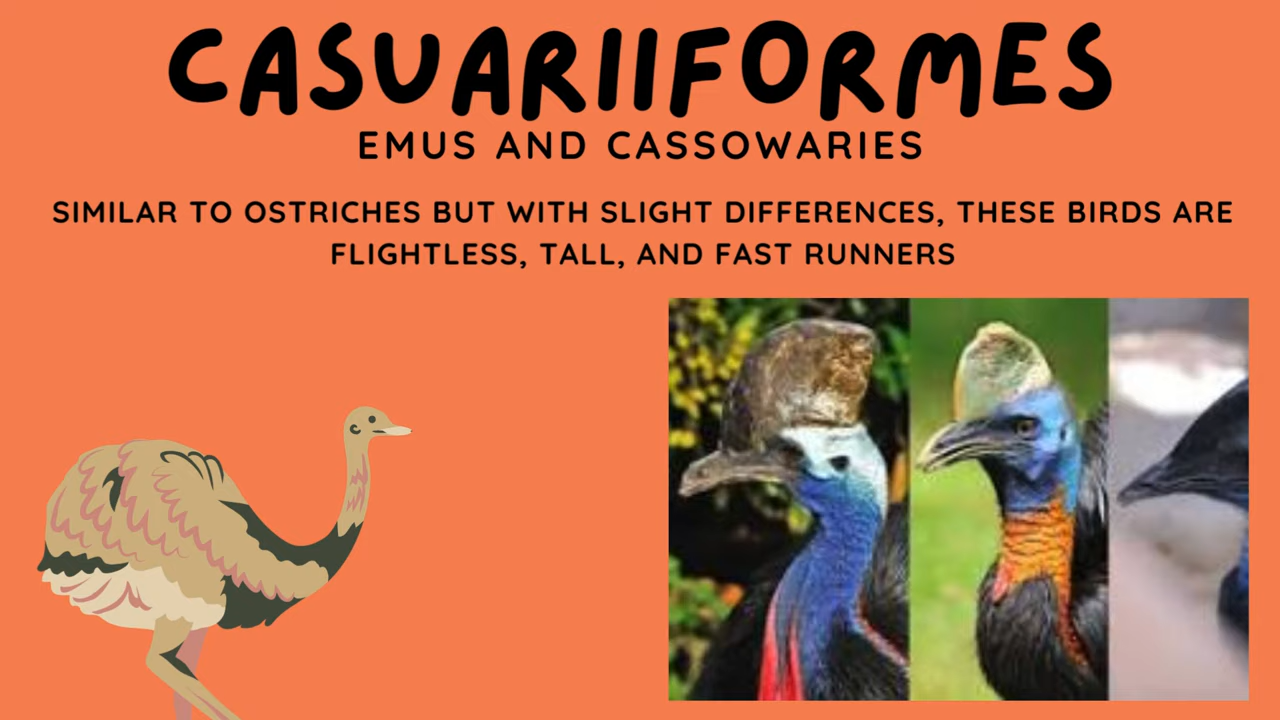 CASUARIIFORMES
EMUS AND CASSOWARIES
SIMILAR TO OSTRICHES BUT WITH SLIGHT DIFFERENCES, THESE BIRDS ARE
FLIGHTLESS, TALL, AND FAST RUNNERS